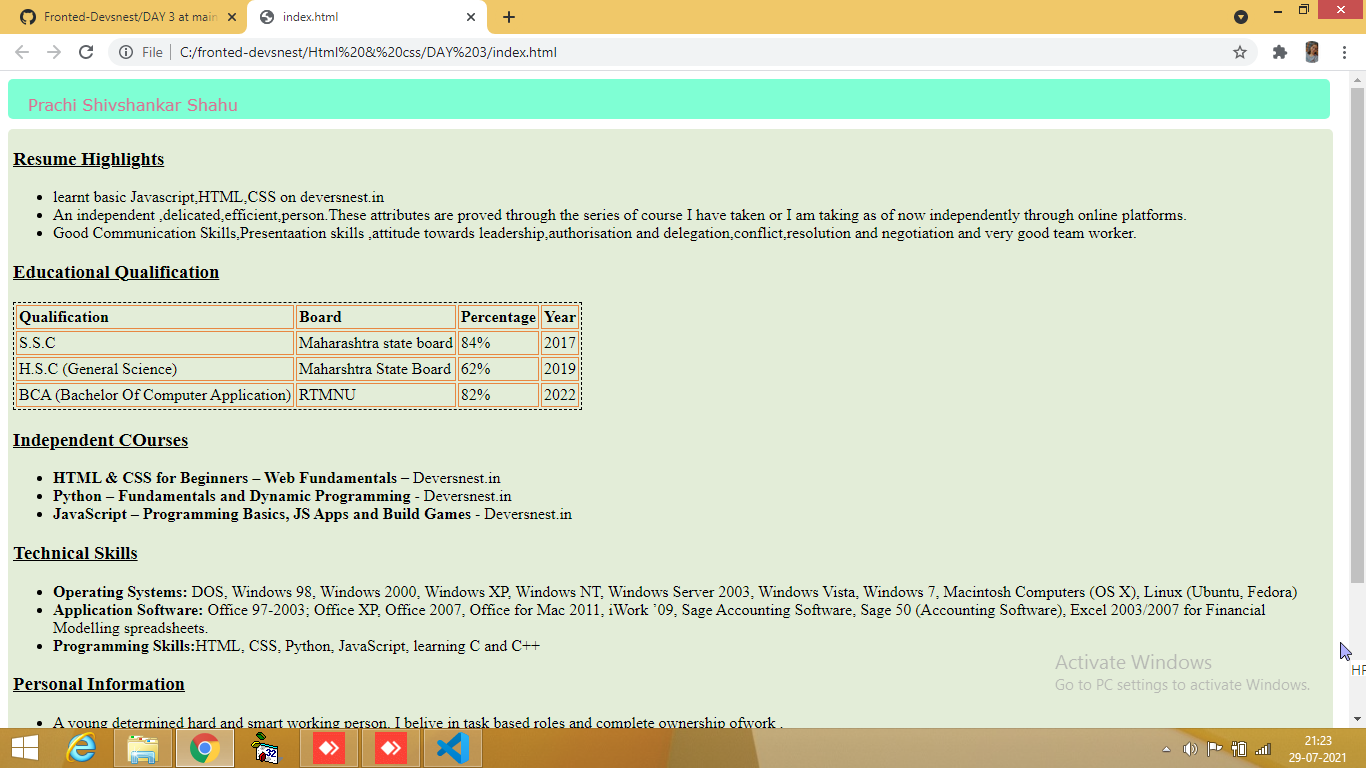 Fronted-Devsnest/DAY 3 at main
index.html
File
C:/fronted-devsnest/Html%20&%20css/DAY%203/index.html
Prachi Shivshankar Shahu
Resume Highlights
• learnt basic Javascript,HTML,CSS on deversnest.in
• An independent ,delicated,efficient,person.These attributes are proved through the series of course I have taken or I am taking as of now independently through online platforms.
• Good Communication Skills,Presentaation skills ,attitude towards leadership,authorisation and delegation,conflict,resolution and negotiation and very good team worker.
Educational Qualification
Qualification Board Percentage Year
S.S.C Maharashtra state board 84% 2017
H.S.C (General Science) Maharshtra State Board 62% 2019
BCA (Bachelor Of Computer Application) RTMNU 82% 2022
Independent COurses
• HTML & CSS for Beginners – Web Fundamentals – Deversnest.in
• Python – Fundamentals and Dynamic Programming - Deversnest.in
• JavaScript – Programming Basics, JS Apps and Build Games - Deversnest.in
Technical Skills
• Operating Systems: DOS, Windows 98, Windows 2000, Windows XP, Windows NT, Windows Server 2003, Windows Vista, Windows 7, Macintosh Computers (OS X), Linux (Ubuntu, Fedora)
• Application Software: Office 97-2003; Office XP, Office 2007, Office for Mac 2011, iWork ’09, Sage Accounting Software, Sage 50 (Accounting Software), Excel 2003/2007 for Financial
Modelling spreadsheets.
• Programming Skills:HTML, CSS, Python, JavaScript, learning C and C++
Activate Windows
Go to PC settings to activate Windows.
HP
Personal Information
• A young determined hard and smart working person. I belive in task based roles and complete ownership ofwork .
32
21:23
29-07-2021